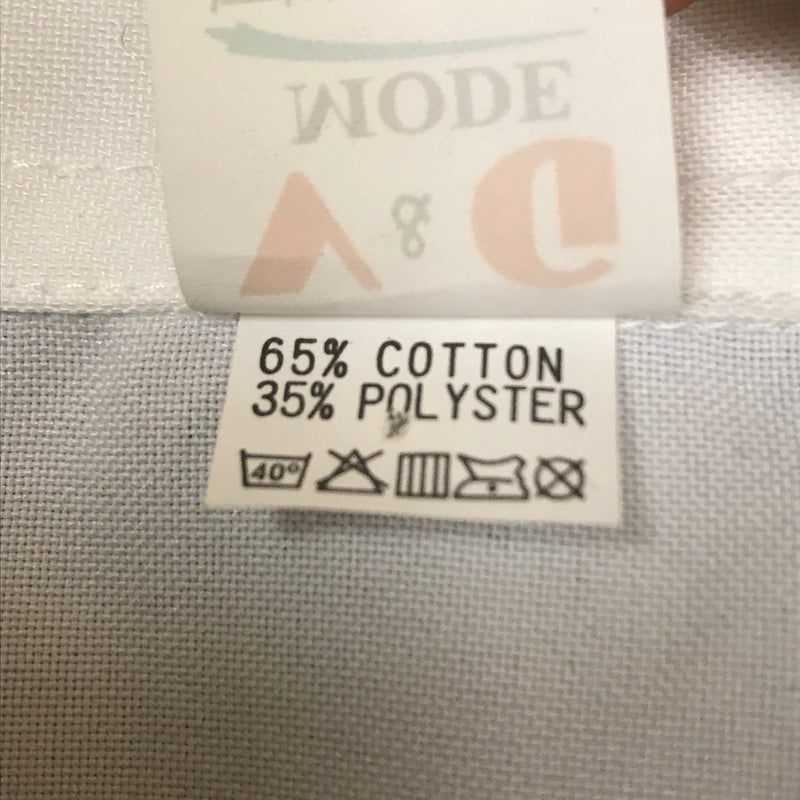 V & D
MODE
65% COTTON
35% POLYSTER
40°